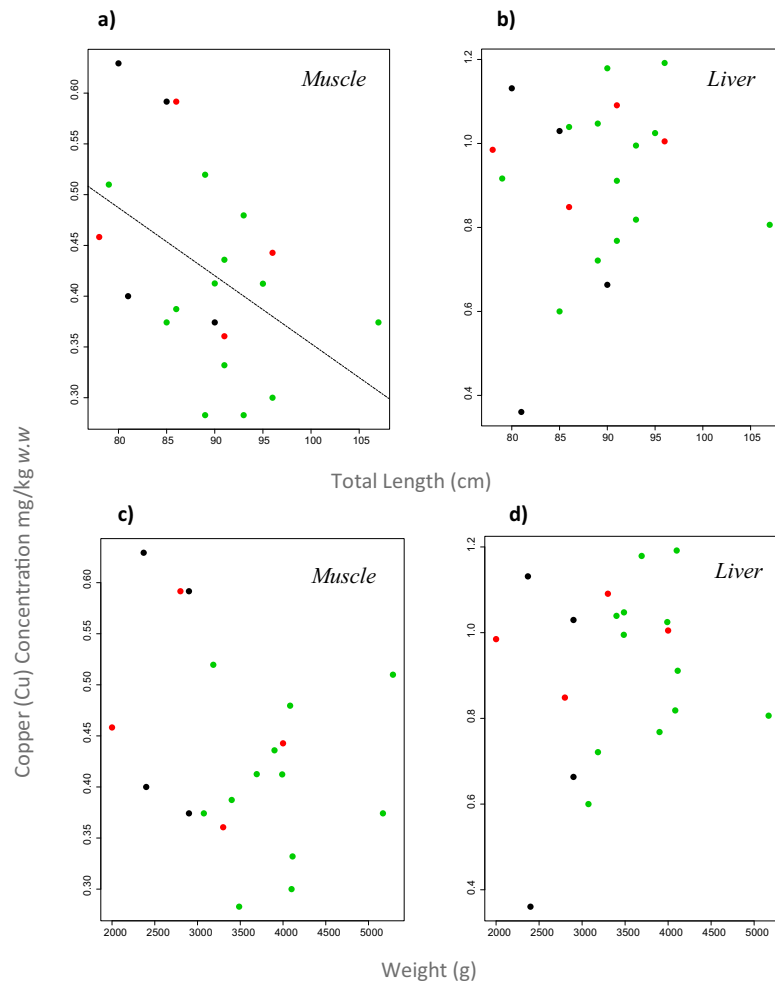 a)
b)
Muscle
Liver
0.60
0.55
0.50
0.45
0.40
0.35
0.30
1.2
1.0
0.8
0.6
0.4
80 85 90 95 100 105
80 85 90 95 100 105
Total Length (cm)
Copper (Cu) Concentration mg/kg w.w
c)
d)
Muscle
Liver
0.60
0.55
0.50
0.45
0.40
0.35
0.30
1.2
1.0
0.8
0.6
0.4
2000 2500 3000 3500 4000 4500 5000
2000 2500 3000 3500 4000 4500 5000
Weight (g)